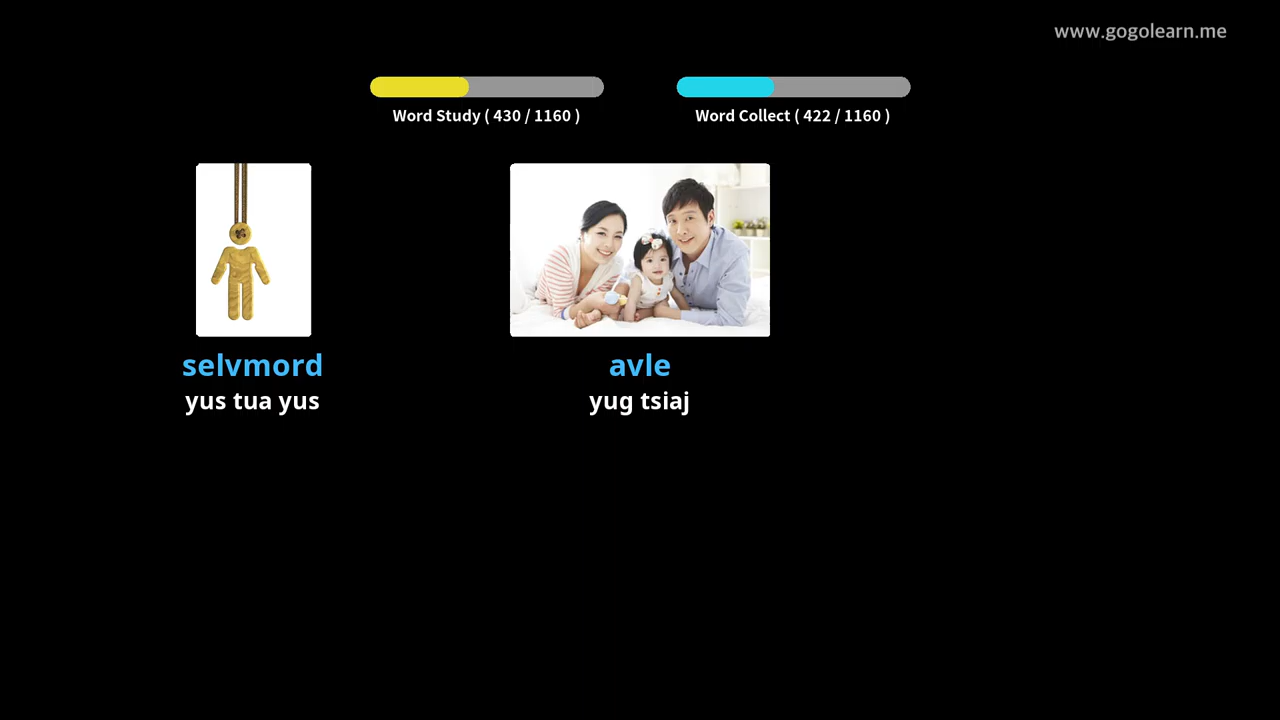 www.gogolearn.me
Word Study ( 430 / 1160 )
Word Collect ( 422 / 1160 )
selvmord
yus tua yus
avle
yug tsiaj